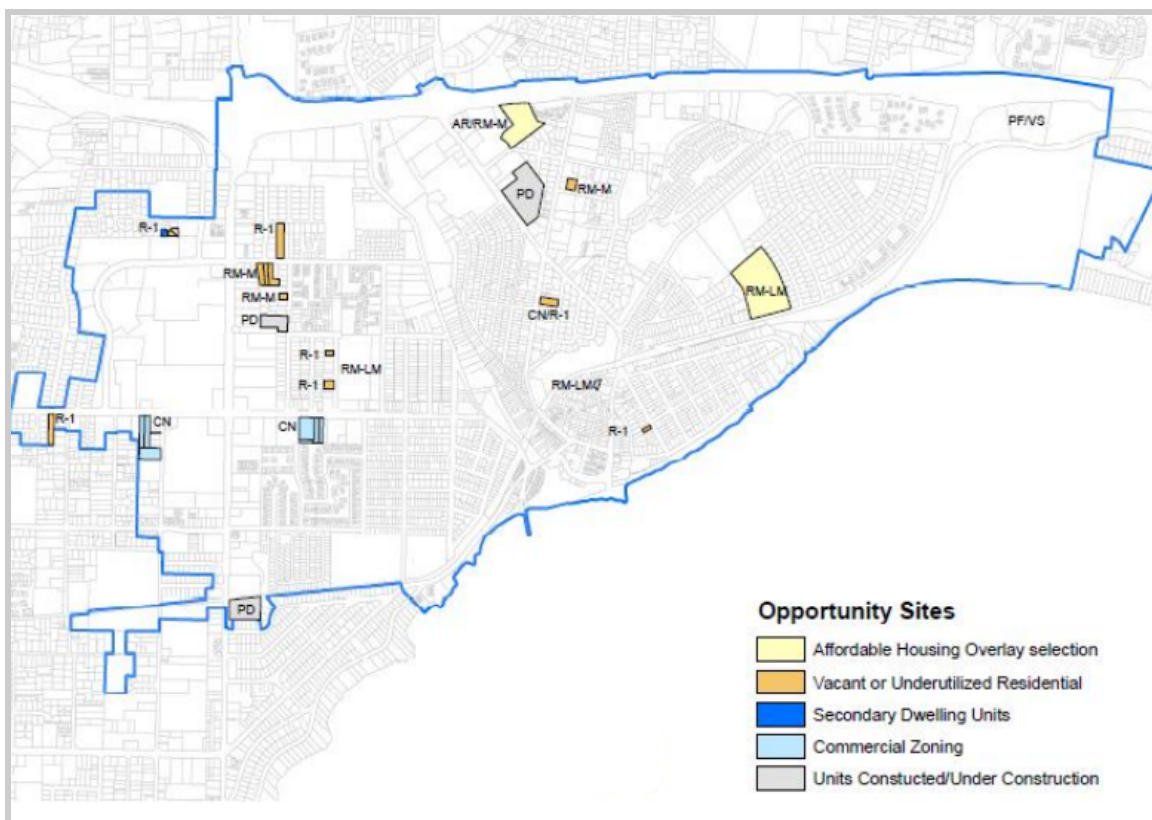 AR/RM-M
PF/VS
PD
RM-M
R-1
R-1
RM-M
RM-LM
RM-M
CN/R-1
PD
R-1
RM-LM
R-1
RM-LM
R-1
CN
CN
R-1
PD
Opportunity Sites
Affordable Housing Overlay selection
Vacant or Underutilized Residential
Secondary Dwelling Units
Commercial Zoning
Units Constucted/Under Construction